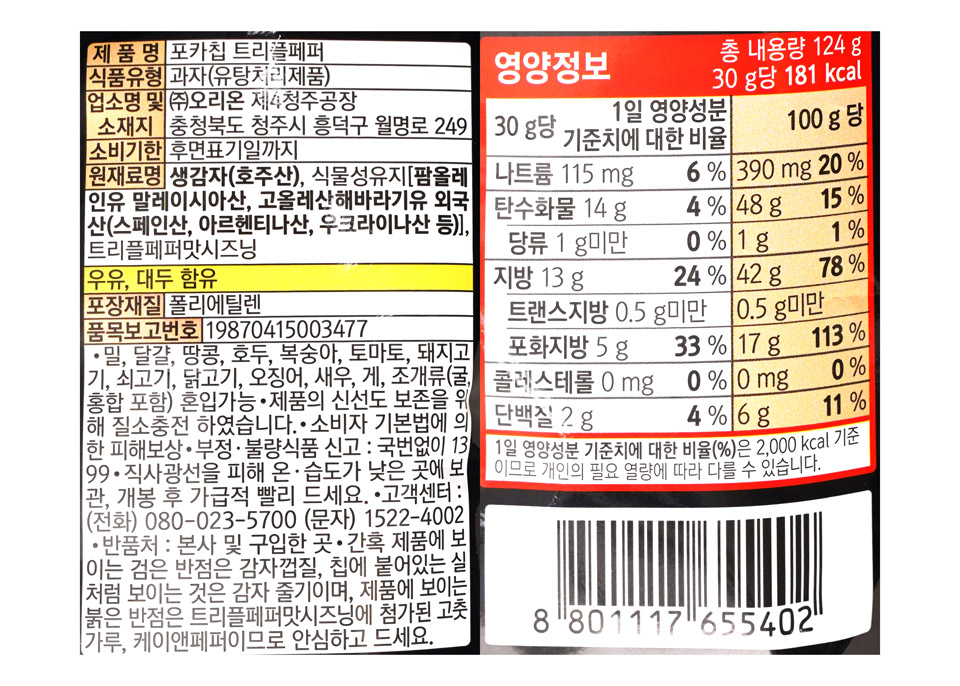 제 품 명 포카칩 트리플페퍼
식품유형 과자(유탕처리제품)
업소명 및 ㈜오리온 제4청주공장
소재지 충청북도 청주시 흥덕구 월명로 249
소비기한 후면표기일까지
원재료명 생감자(호주산), 식물성유지[팜올레
인유 말레이시아산, 고올레산해바라기유 외국
산(스페인산, 아르헨티나산, 우크라이나산 등)],
트리플페퍼맛시즈닝
우유, 대두 함유
포장재질 폴리에틸렌
품목보고번호 19870415003477
•밀, 달걀, 땅콩, 호두, 복숭아, 토마토, 돼지고
기, 쇠고기, 닭고기, 오징어, 새우, 게, 조개류(굴,
홍합 포함) 혼입가능•제품의 신선도 보존을 위
해 질소충전 하였습니다.•소비자 기본법에 의
한 피해보상•부정·불량식품 신고 : 국번없이 13
99•직사광선을 피해 온·습도가 낮은 곳에 보
관, 개봉 후 가급적 빨리 드세요. •고객센터 :
(전화) 080-023-5700 (문자) 1522-4002
•반품처 : 본사 및 구입한 곳•간혹 제품에 보
이는 검은 반점은 감자껍질, 칩에 붙어있는 실
처럼 보이는 것은 감자 줄기이며, 제품에 보이는
붉은 반점은 트리플페퍼맛시즈닝에 첨가된 고춧
가루, 케이앤페퍼이므로 안심하고 드세요.
영양정보
총 내용량 124 g
30 g당 181 kcal
30 g당 1일 영양성분 기준치에 대한 비율 100 g 당
나트륨 115 mg 6 % 390 mg 20 %
탄수화물 14 g 4 % 48 g 15 %
당류 1 g미만 0 % 1 g 1 %
지방 13 g 24 % 42 g 78 %
트랜스지방 0.5 g미만 0.5 g미만
포화지방 5 g 33 % 17 g 113 %
콜레스테롤 0 mg 0 % 0 mg 0 %
단백질 2 g 4 % 6 g 11 %
1일 영양성분 기준치에 대한 비율(%)은 2,000 kcal 기준
이므로 개인의 필요 열량에 따라 다를 수 있습니다.
8 801117 655402